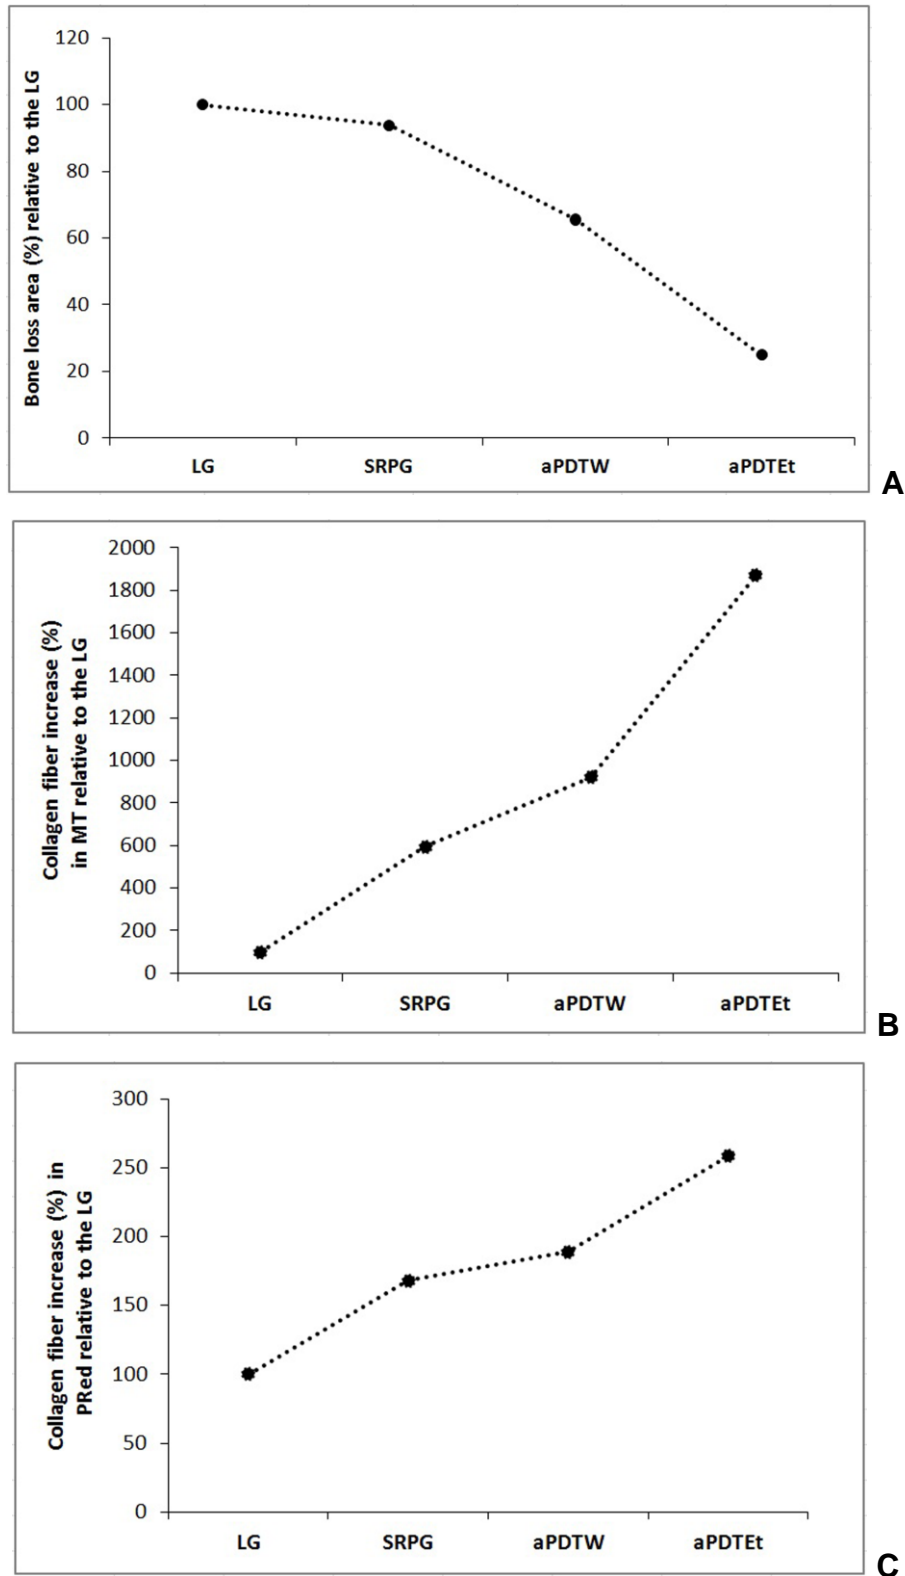 Bone loss area (%) relative to the LG
120
100
80
60
40
20
0
LG SRPG aPDTW aPDTEt
A
Collagen fiber increase (%)
in MT relative to the LG
2000
1800
1600
1400
1200
1000
800
600
400
200
0
LG SRPG aPDTW aPDTEt
B
Collagen fiber increase (%) in
PRed relative to the LG
300
250
200
150
100
50
0
LG SRPG aPDTW aPDTEt
C